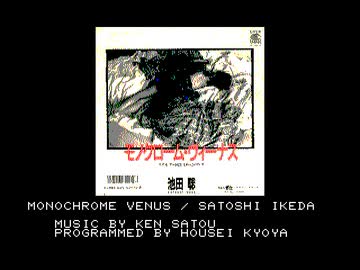 モノクローム・ヴィーナス
池田 聡
MONOCHROME VENUS / SATOSHI IKEDA
MUSIC BY KEN SATOU
PROGRAMMED BY HOUSEI KYOYA